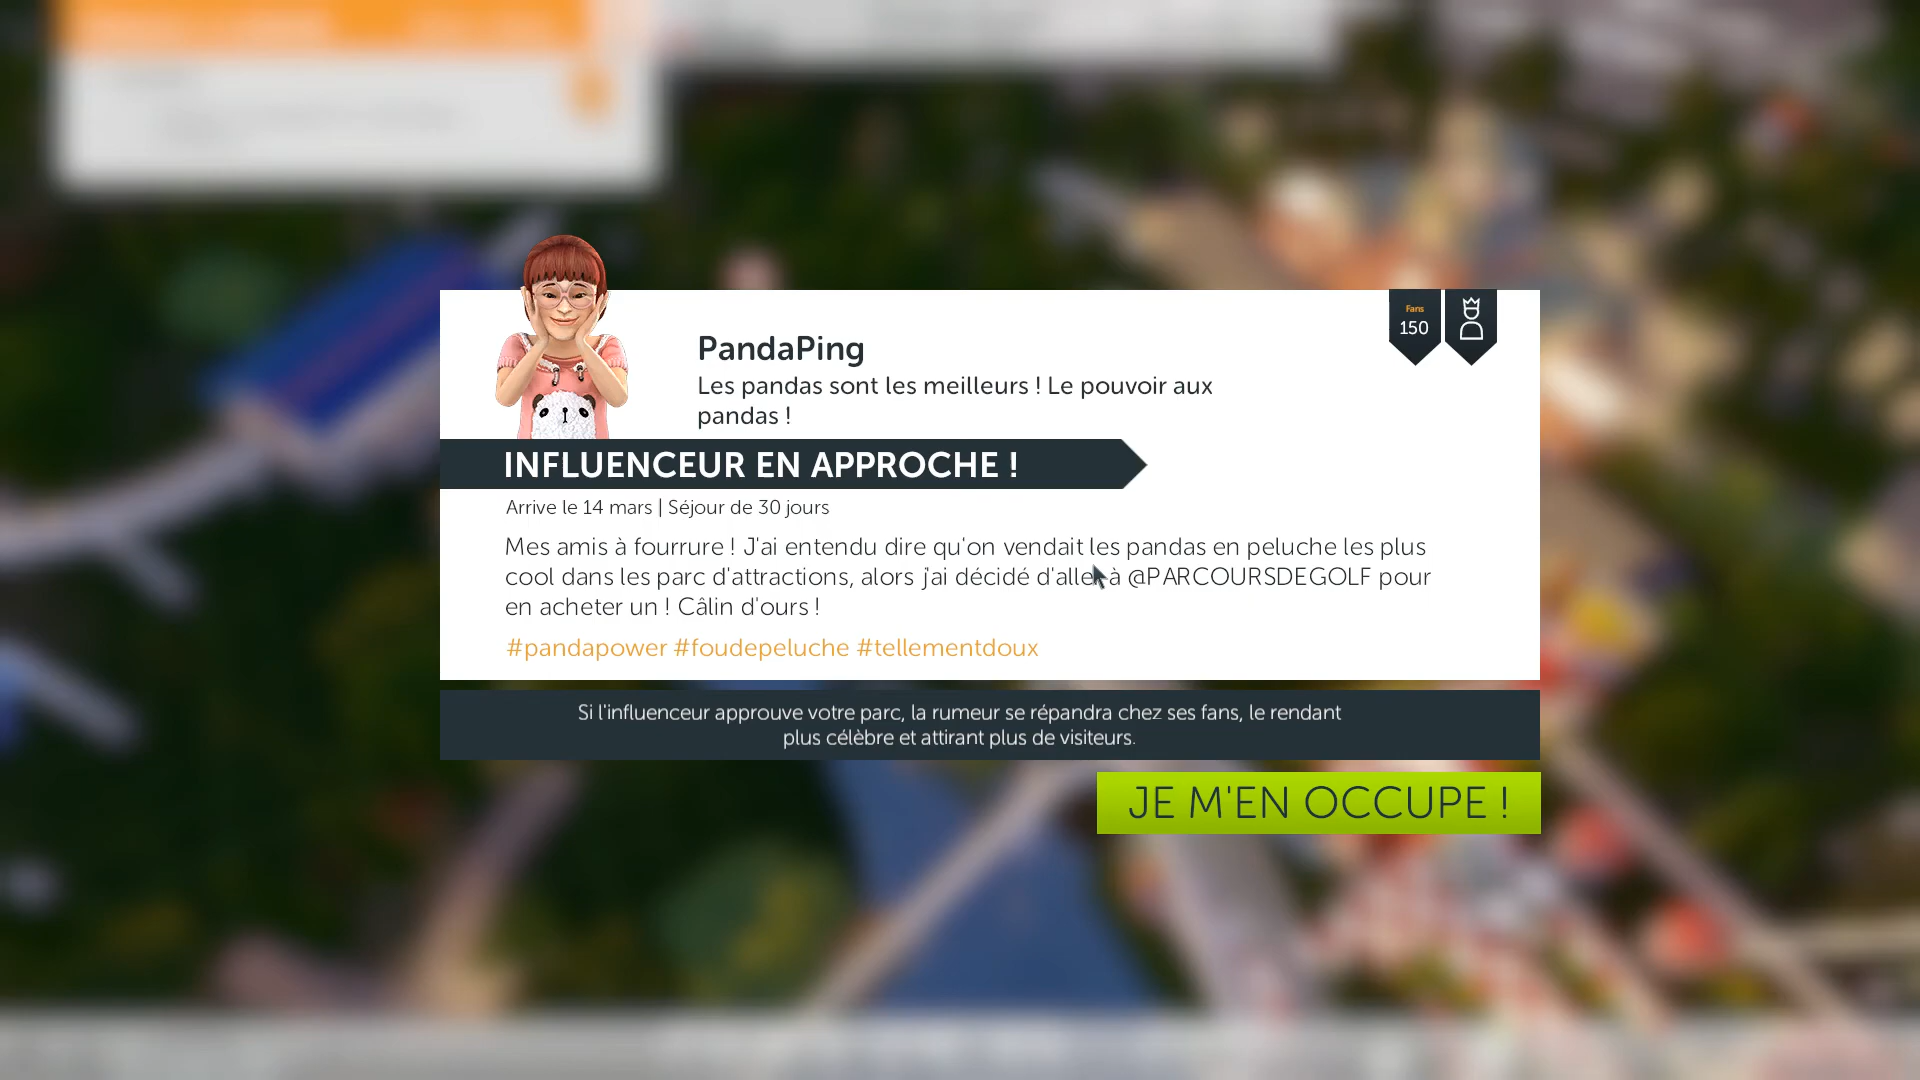 Fans
150
PandaPing
Les pandas sont les meilleurs ! Le pouvoir aux
pandas !
INFLUENCEUR EN APPROCHE !
Arrive le 14 mars | Séjour de 30 jours
Mes amis à fourrure ! J'ai entendu dire qu'on vendait les pandas en peluche les plus
cool dans les parc d'attractions, alors j'ai décidé d'aller à @PARCOURSDEGOLF pour
en acheter un ! Câlin d'ours !
#pandapower #foudepeluche #tellementdoux
Si l'influenceur approuve votre parc, la rumeur se répandra chez ses fans, le rendant
plus célèbre et attirant plus de visiteurs.
JE M'EN OCCUPE !